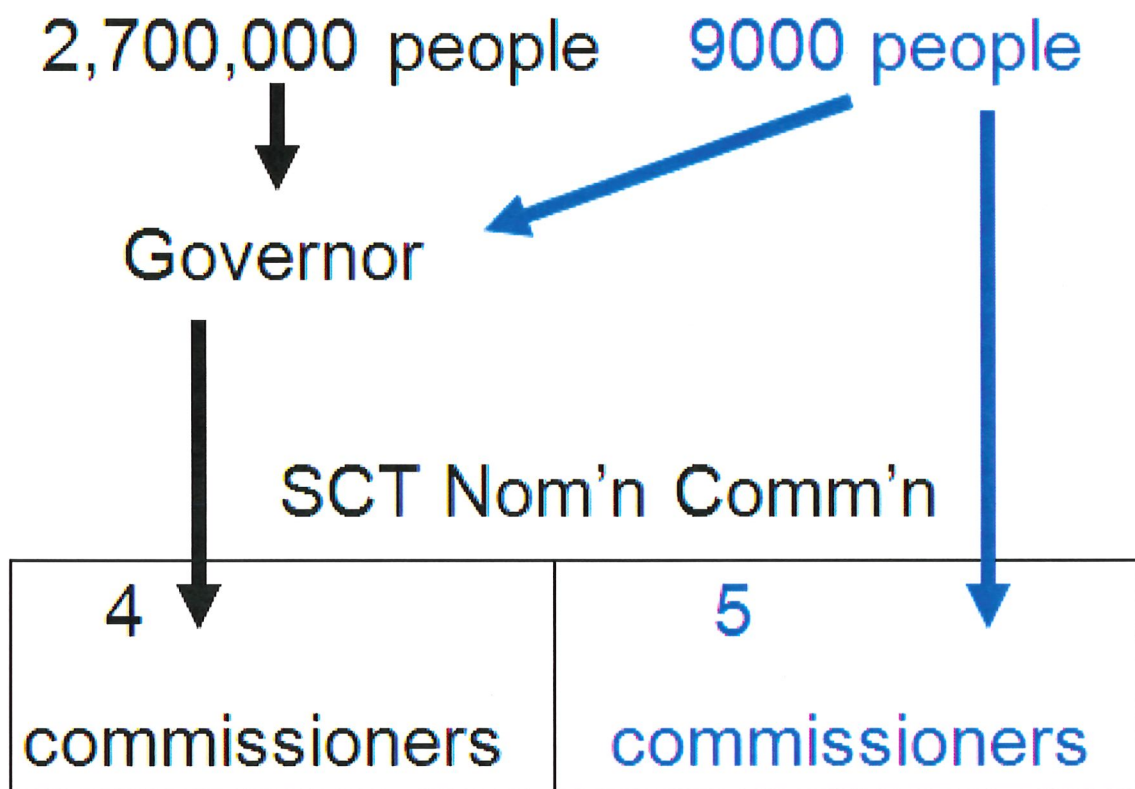 2,700,000 people 9000 people
Governor
SCT Nom’n Comm’n
4 5
commissioners commissioners